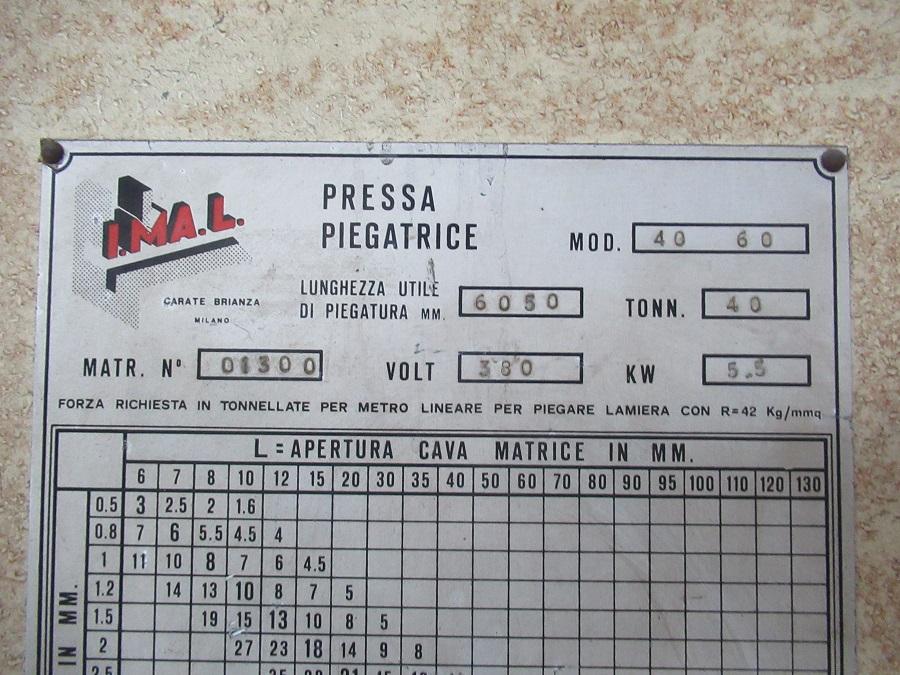 I.MA.L.
CARATE BRIANZA
MILANO
PRESSA
PIEGATRICE
MOD. 40 60
LUNGHEZZA UTILE
DI PIEGATURA MM. 6050
TONN. 40
MATR. Nº 01300 VOLT 380 KW 5.5
FORZA RICHIESTA IN TONNELLATE PER METRO LINEARE PER PIEGARE LAMIERA CON R=42 Kg/mmq
L=APERTURA CAVA MATRICE IN MM.
6 7 8 10 12 15 20 30 35 40 50 60 70 80 90 95 100 110 120 130
0.5 3 2.5 2 1.6
0.8 7 6 5.5 4.5 4
1 11 10 8 7 6 4.5
1.2 14 13 10 8 7 5
1.5 19 15 13 10 8 5
2 27 23 18 14 9 8
IN MM.